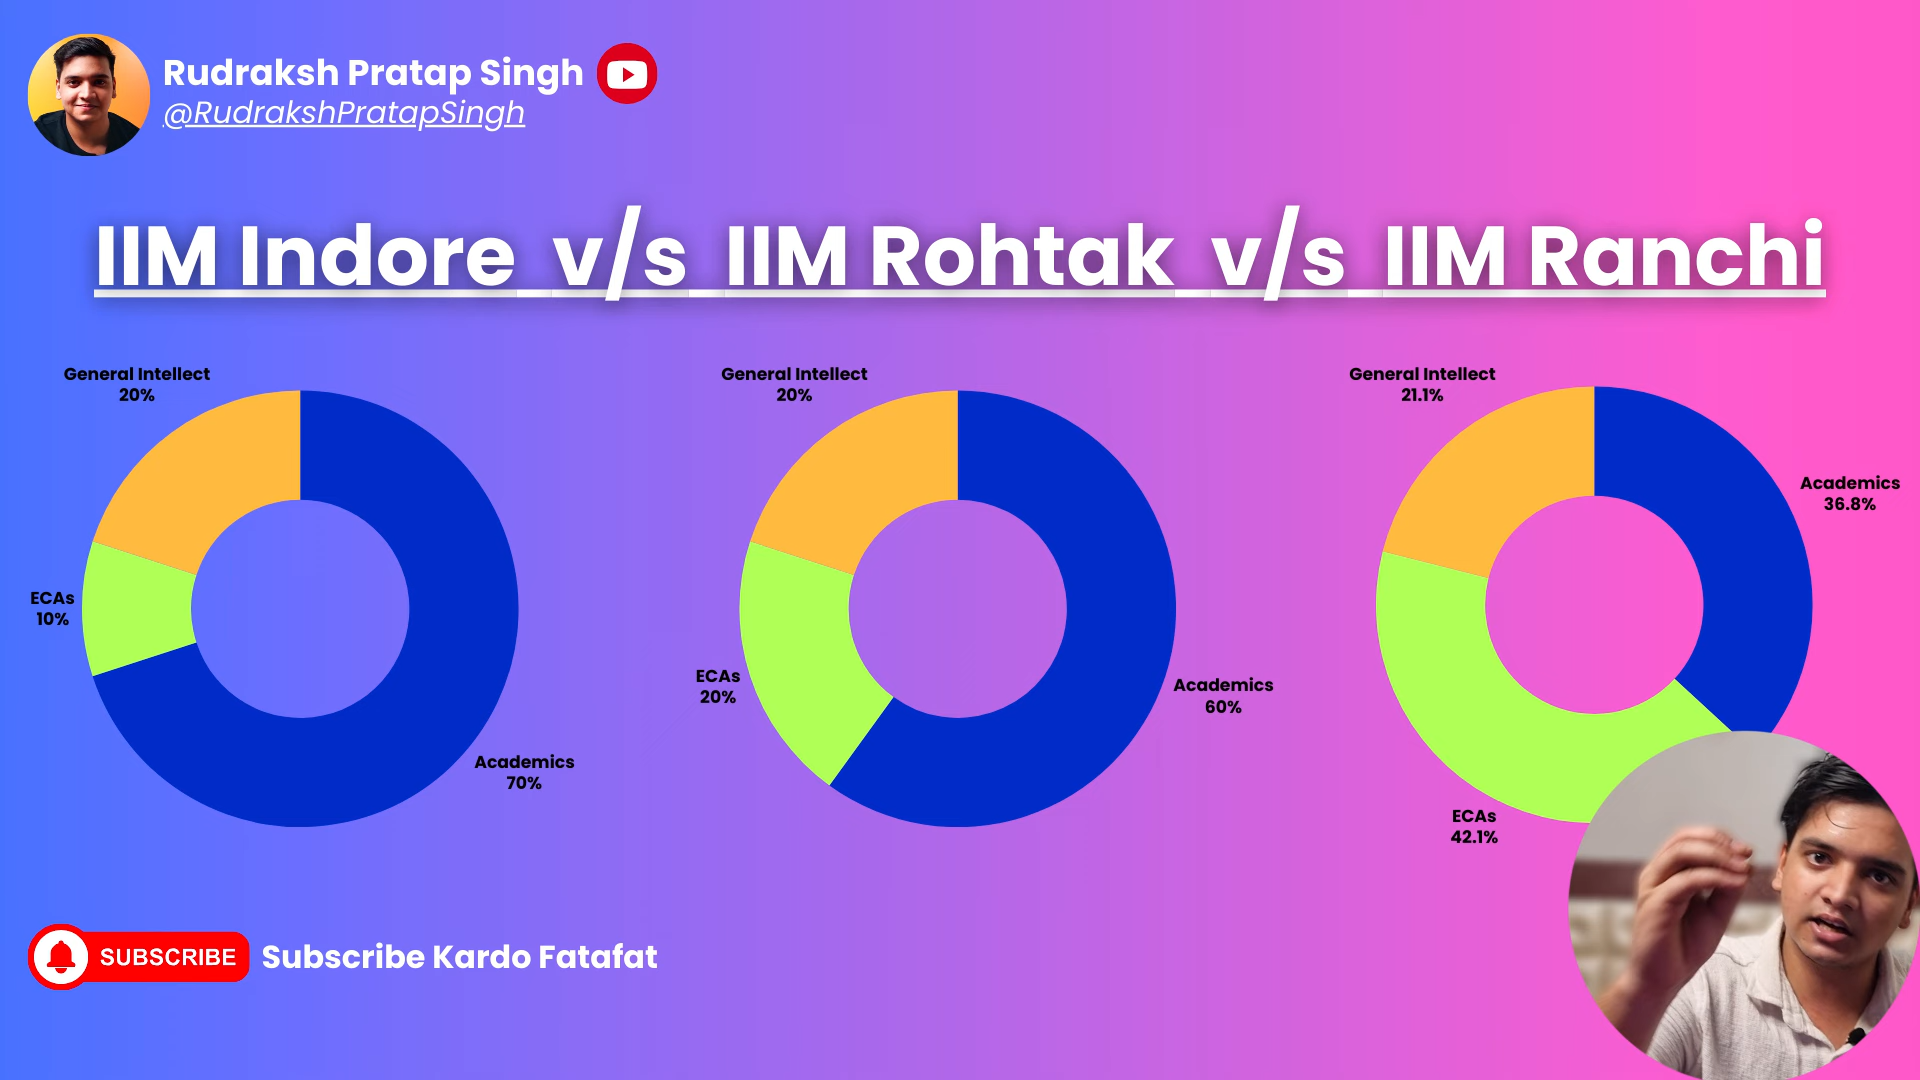 Rudraksh Pratap Singh
@RudrakshPratapSingh
IIM Indore v/s IIM Rohtak v/s IIM Ranchi
General Intellect
20%
ECAs
10%
Academics
70%
General Intellect
20%
ECAs
20%
Academics
60%
General Intellect
21.1%
Academics
36.8%
ECAs
42.1%
SUBSCRIBE
Subscribe Kardo Fatafat